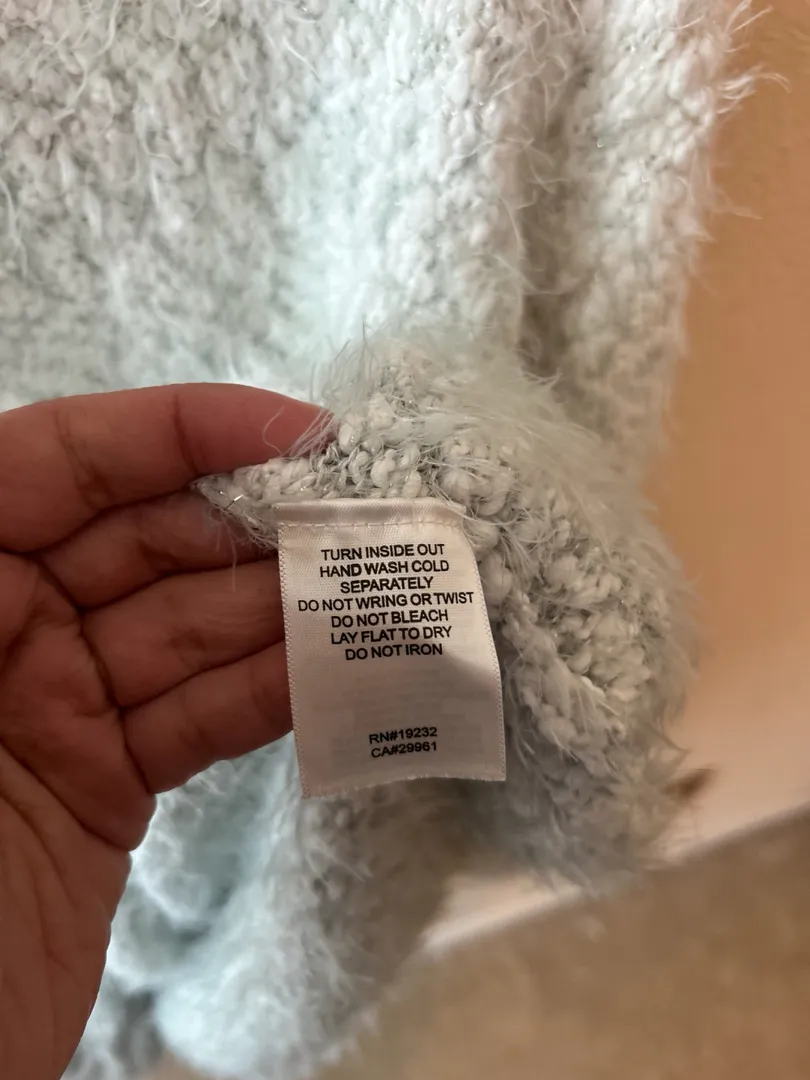 TURN INSIDE OUT
HAND WASH COLD
SEPARATELY
DO NOT WRING OR TWIST
DO NOT BLEACH
LAY FLAT TO DRY
DO NOT IRON
RN#19232
CA#29961